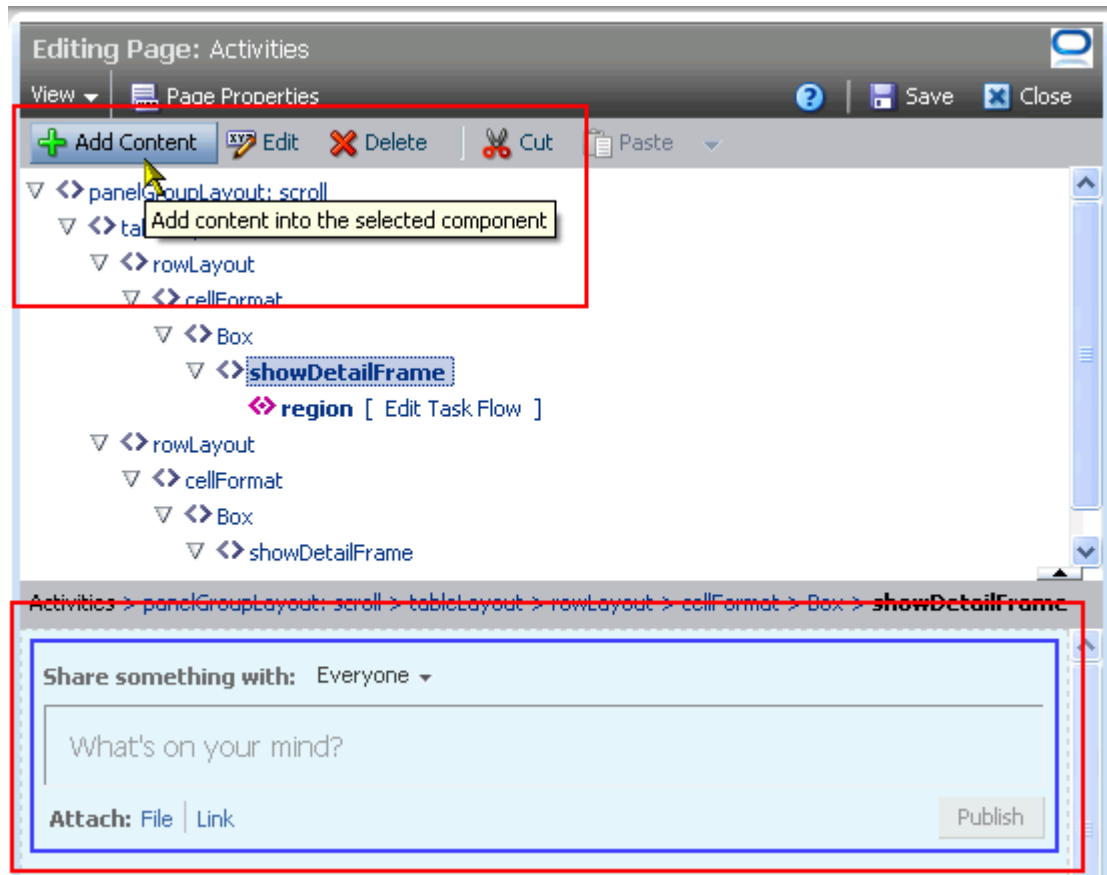 Editing Page: Activities
View Page Properties Save Close
Add Content Edit Delete Cut Paste
panelGroupLayout: scroll
Add content into the selected component
rowLayout
cellFormat
Box
showDetailFrame
region [ Edit Task Flow ]
rowLayout
cellFormat
Box
showDetailFrame
Activities > panelGroupLayout: scroll > tableLayout > rowLayout > cellFormat > Box > showDetailFrame
Share something with: Everyone
What's on your mind?
Attach: File | Link Publish